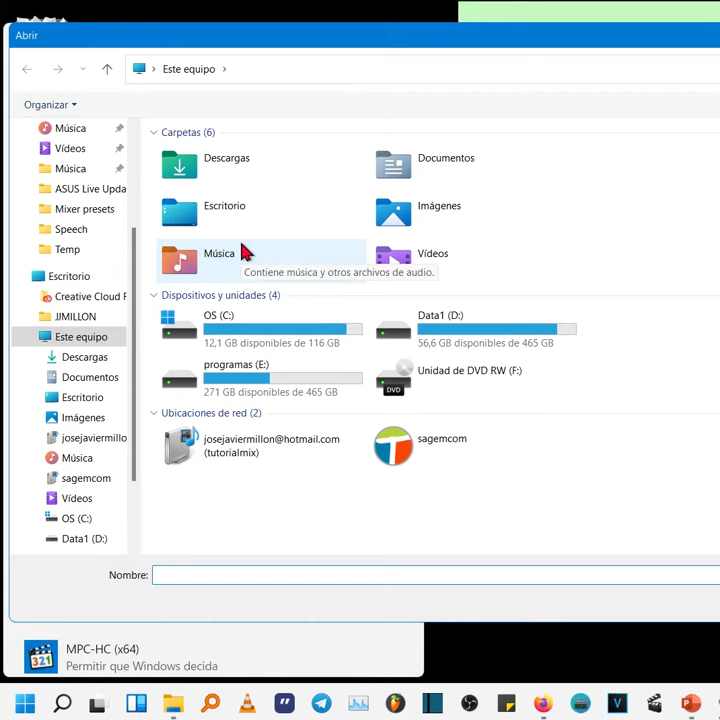 Abrir
Este equipo
Organizar
Música
Vídeos
Música
ASUS Live Upda
Mixer presets
Speech
Temp
Escritorio
Creative Cloud F
JJMILLON
Este equipo
Descargas
Documentos
Escritorio
Imágenes
josejaviermillo
Música
sagemcom
Vídeos
OS (C:)
Data1 (D:)
Carpetas (6)
Descargas
Documentos
Escritorio
Imágenes
Música
Vídeos
Contiene música y otros archivos de audio.
Dispositivos y unidades (4)
OS (C:)
12,1 GB disponibles de 116 GB
Data1 (D:)
56,6 GB disponibles de 465 GB
programas (E:)
271 GB disponibles de 465 GB
Unidad de DVD RW (F:)
DVD
Ubicaciones de red (2)
josejaviermillon@hotmail.com
(tutorialmix)
sagemcom
Nombre:
321
MPC-HC (x64)
Permitir que Windows decida